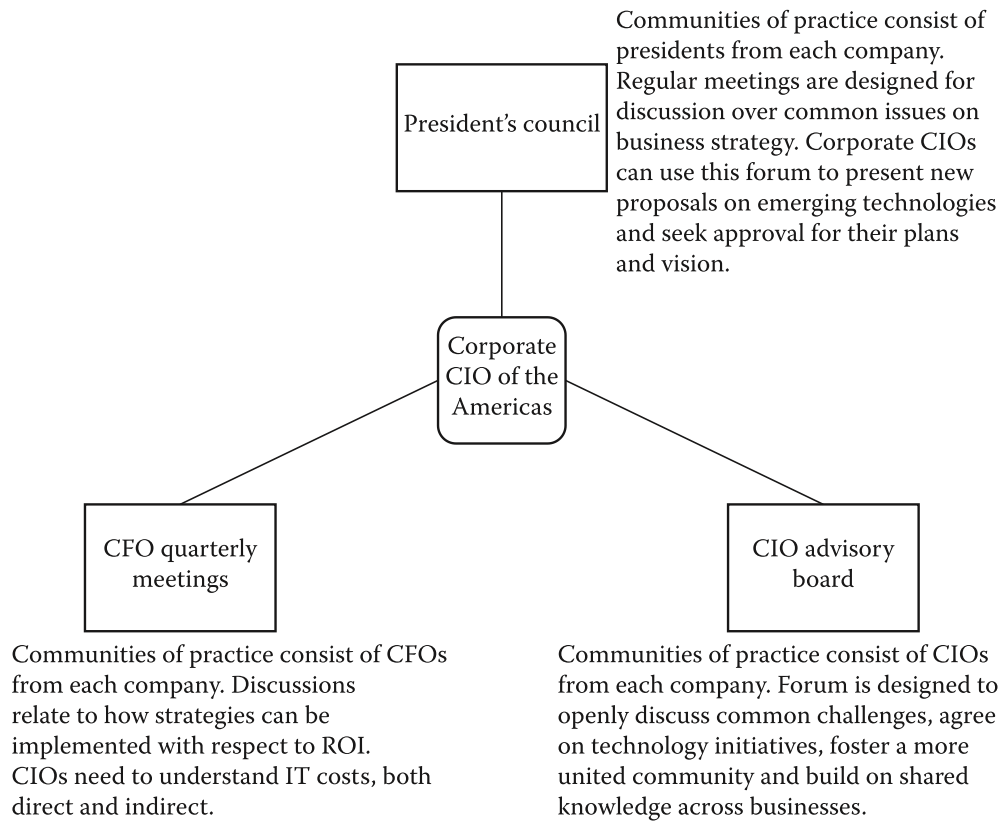 Communities of practice consist of
presidents from each company.
Regular meetings are designed for
discussion over common issues on
business strategy. Corporate CIOs
can use this forum to present new
proposals on emerging technologies
and seek approval for their plans
and vision.
President’s council
Corporate
CIO of the
Americas
CFO quarterly
meetings
Communities of practice consist of CFOs
from each company. Discussions
relate to how strategies can be
implemented with respect to ROI.
CIOs need to understand IT costs, both
direct and indirect.
CIO advisory
board
Communities of practice consist of CIOs
from each company. Forum is designed to
openly discuss common challenges, agree
on technology initiatives, foster a more
united community and build on shared
knowledge across businesses.